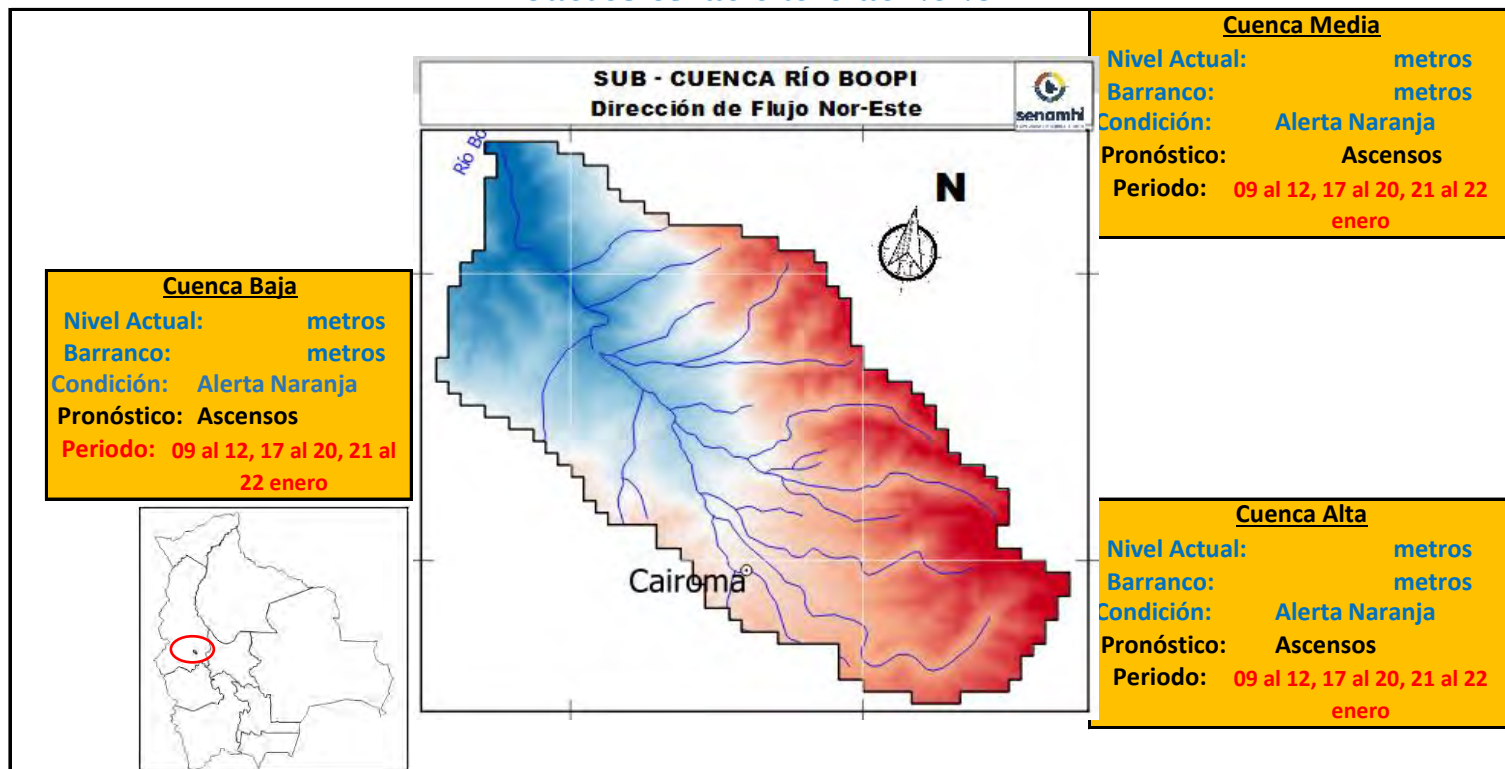 SUB - CUENCA RÍO BOOPI
Dirección de Flujo Nor-Este
senamhi
Río Bo
N
Cairoma
Cuenca Media
Nivel Actual: metros
Barranco: metros
Condición: Alerta Naranja
Pronóstico: Ascensos
Periodo: 09 al 12, 17 al 20, 21 al 22
enero
Cuenca Baja
Nivel Actual: metros
Barranco: metros
Condición: Alerta Naranja
Pronóstico: Ascensos
Periodo: 09 al 12, 17 al 20, 21 al
22 enero
Cuenca Alta
Nivel Actual: metros
Barranco: metros
Condición: Alerta Naranja
Pronóstico: Ascensos
Periodo: 09 al 12, 17 al 20, 21 al 22
enero